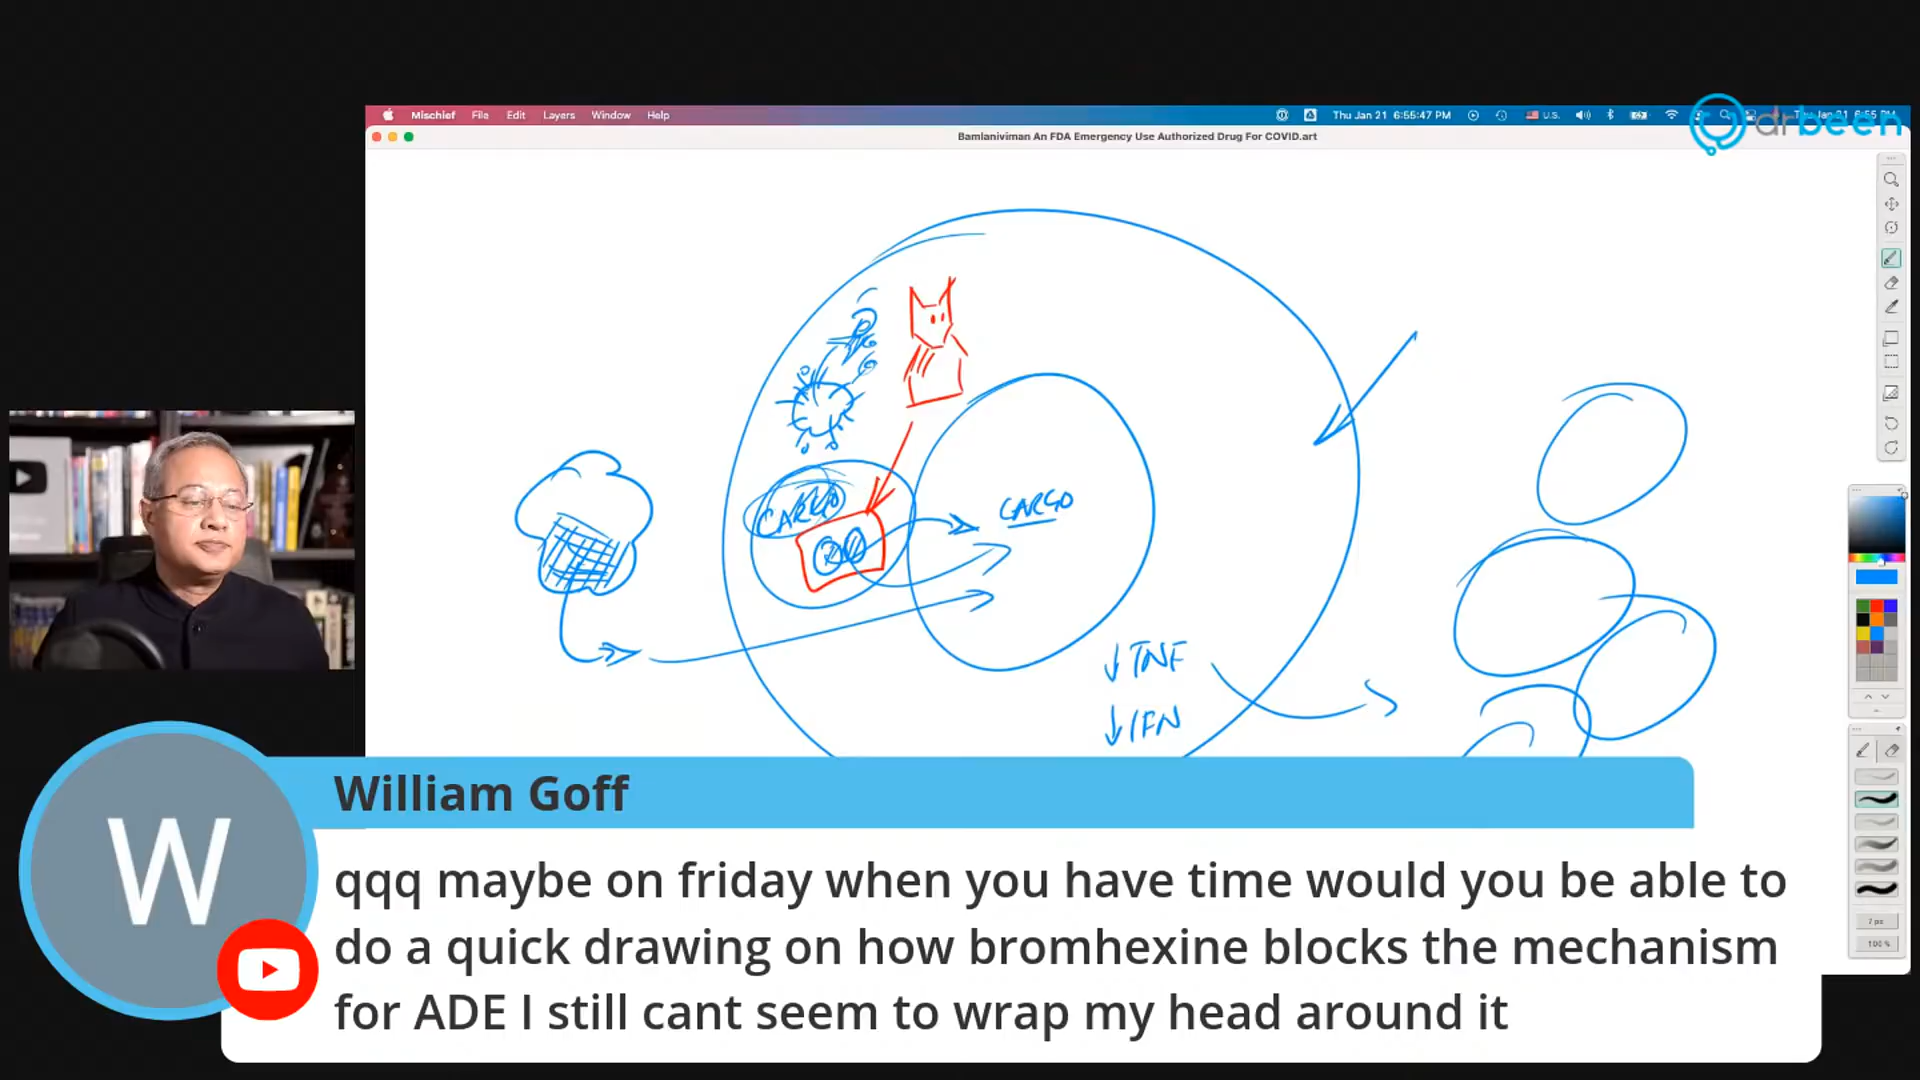 Mischief File Edit Layers Window Help
Thu Jan 21 6:55:47 PM
U.S.
drbeen
Bamlaniviman An FDA Emergency Use Authorized Drug For COVID.art
CARGO
CARGO
↓ TNF
↓ IFN
7 px
100 %
W
William Goff
qqq maybe on friday when you have time would you be able to
do a quick drawing on how bromhexine blocks the mechanism
for ADE I still cant seem to wrap my head around it